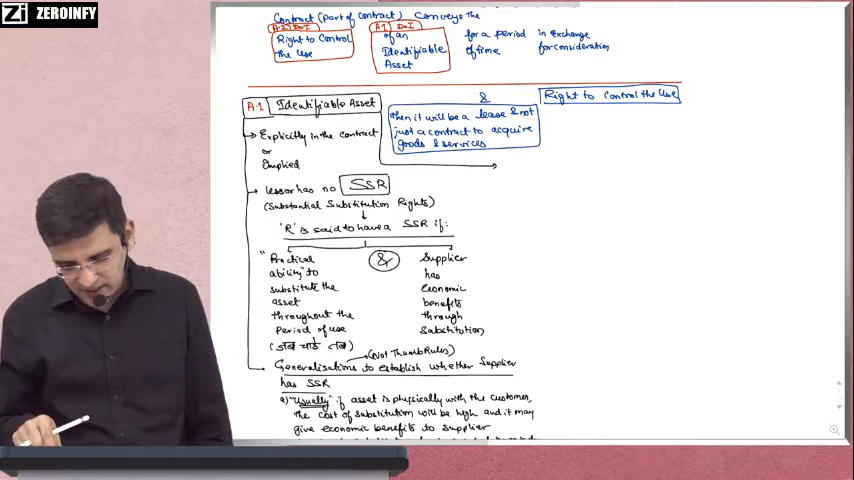 Zi ZEROINFY
Contract (Part of Contract) Conveys the
A-2 D.I
Right to Control
the Use
A-1 D.I
of an
Identifiable
Asset
for a period
of time
in exchange
for consideration
A-1 Identifiable Asset
→ Explicitly in the contract
or
Implied
&
then it will be a lease & not
just a contract to acquire
goods & services
Right to Control the Use
→ lessor has no SSR
(Substantial Substitution Rights)
'R' is said to have a SSR if:
"Practical
ability" to
substitute the
asset
throughout the
Period of use
(जब चाहे तब)
&
Supplier
has
Economic
benefits
through
Substitution
Generalisations to establish whether Supplier
has SSR
(Not Thumb Rules)
a) "Usually" if asset is physically with the customer,
the cost of substitution will be high and it may
give economic benefits to supplier